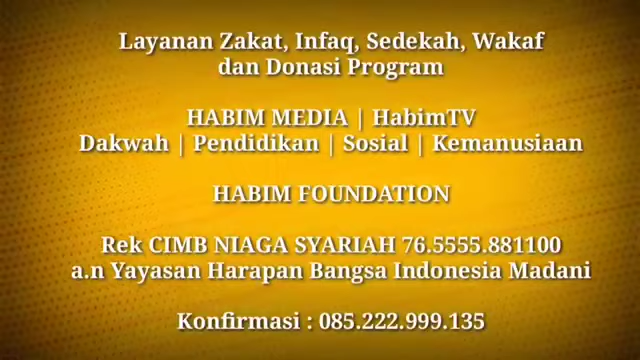 Layanan Zakat, Infaq, Sedekah, Wakaf
dan Donasi Program
HABIM MEDIA | HabimTV
Dakwah | Pendidikan | Sosial | Kemanusiaan
HABIM FOUNDATION
Rek CIMB NIAGA SYARIAH 76.5555.881100
a.n Yayasan Harapan Bangsa Indonesia Madani
Konfirmasi : 085.222.999.135